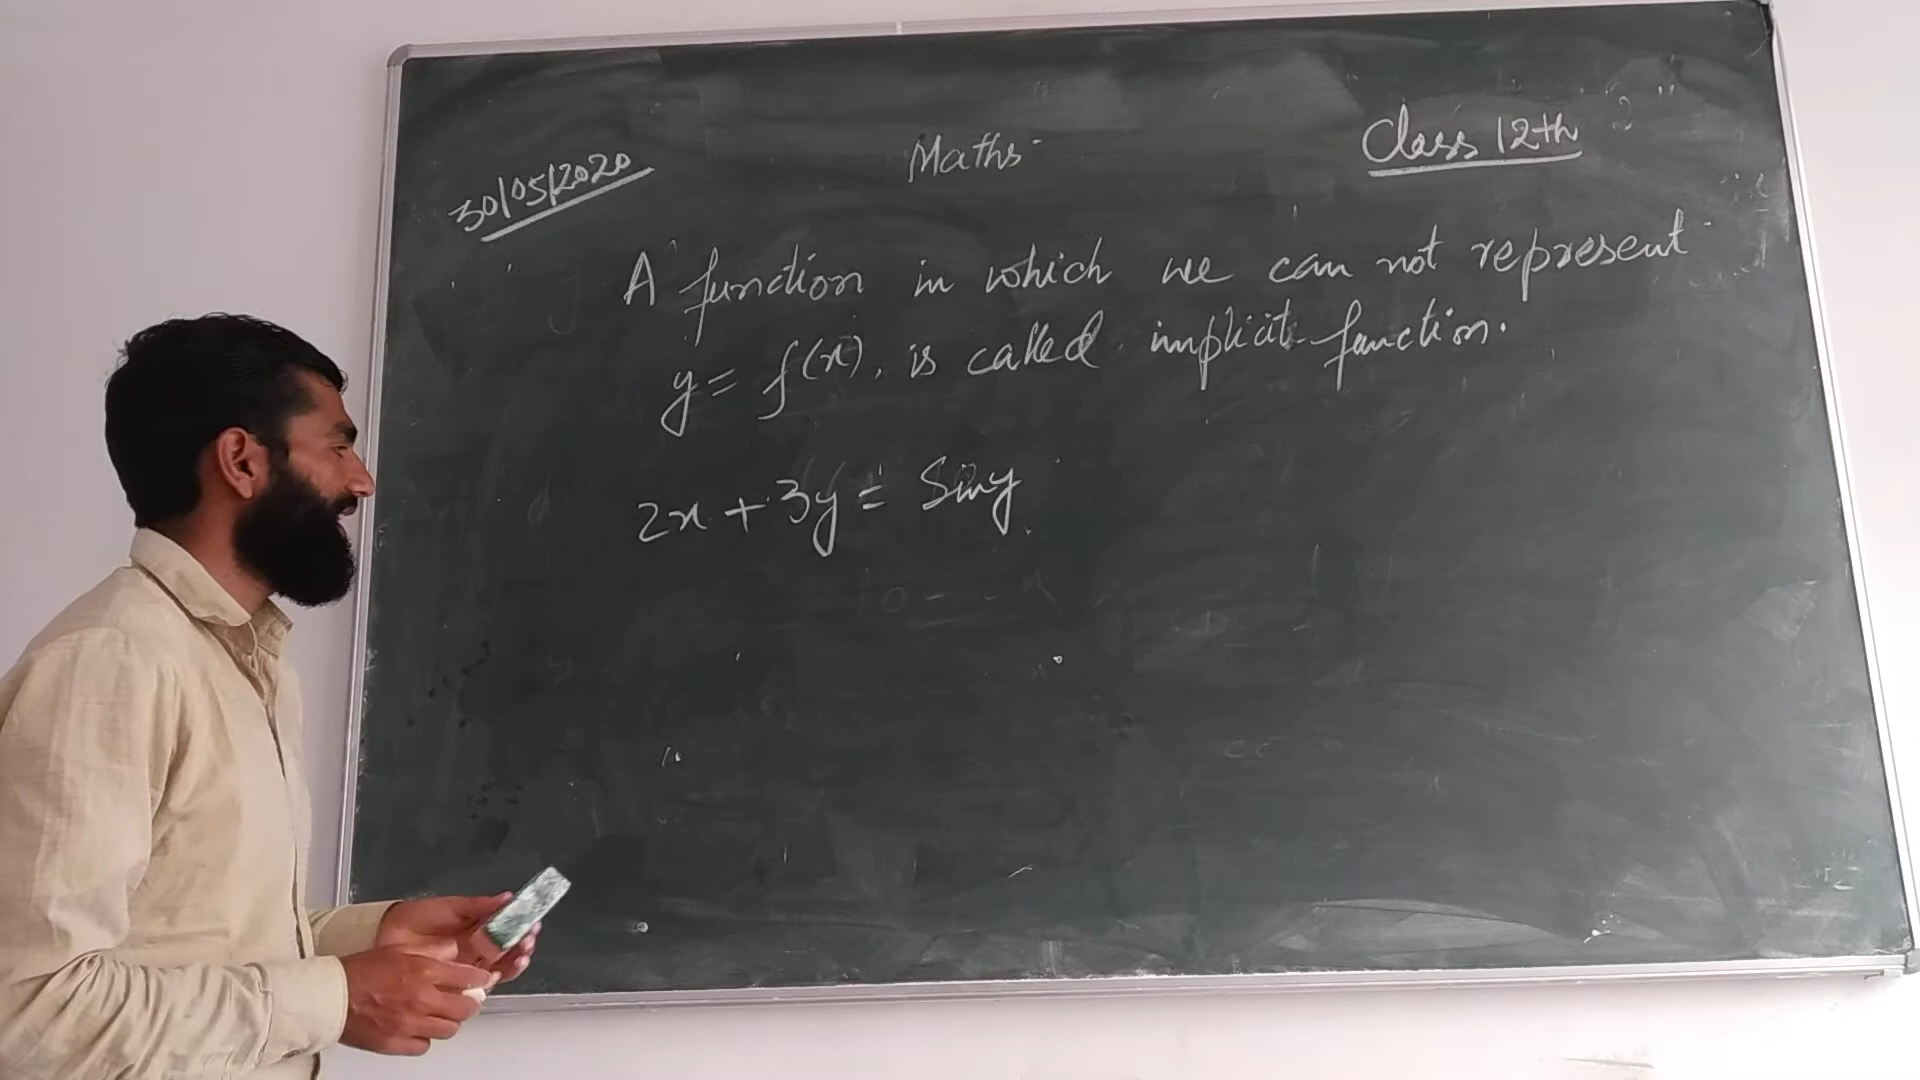 30/05/2020
Maths
Class 12th
A function in which we can not represent
y = f(x), is called implicit function.
2x + 3y = Siny